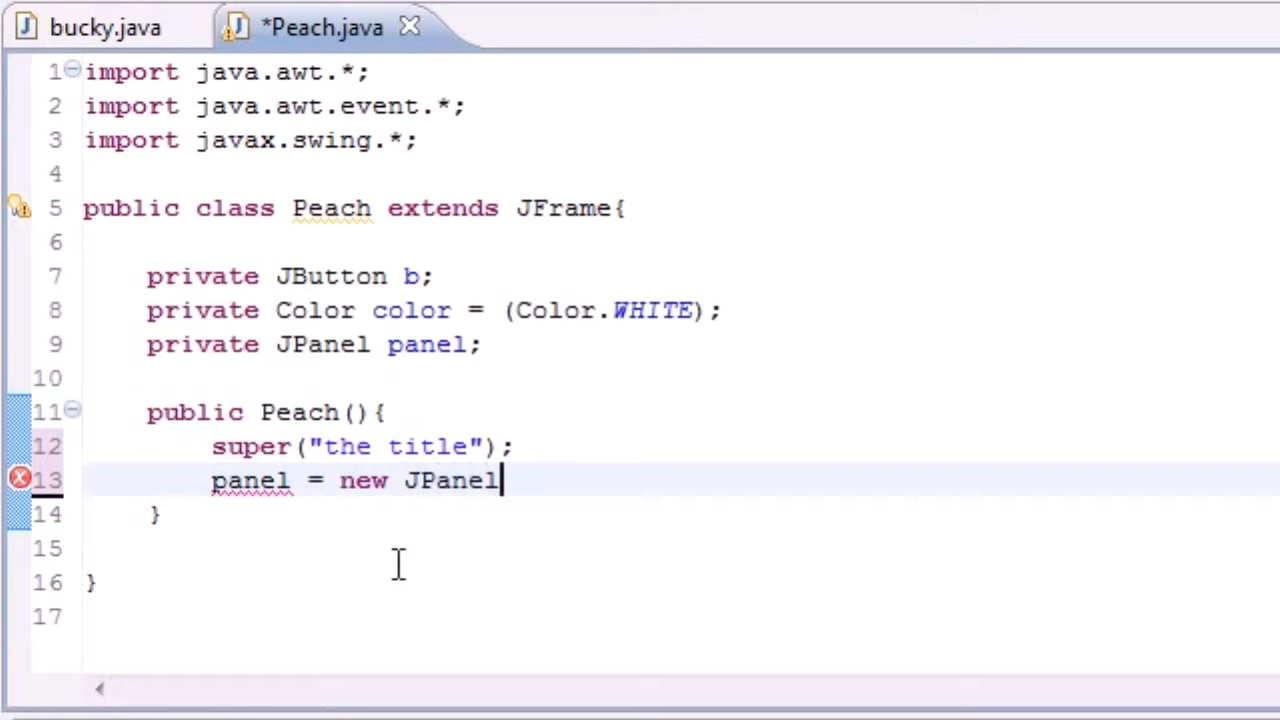 bucky.java *Peach.java
1 import java.awt.*;
2 import java.awt.event.*;
3 import javax.swing.*;
4
5 public class Peach extends JFrame{
6
7 private JButton b;
8 private Color color = (Color.WHITE);
9 private JPanel panel;
10
11 public Peach(){
12 super("the title");
13 panel = new JPanel
14 }
15
16 }
17